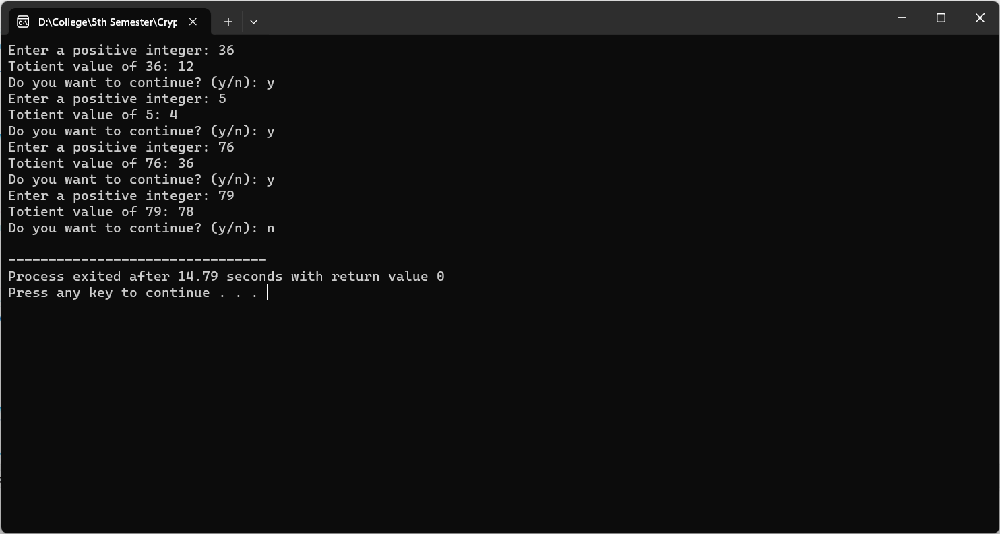 D:\College\5th Semester\Cryp
Enter a positive integer: 36
Totient value of 36: 12
Do you want to continue? (y/n): y
Enter a positive integer: 5
Totient value of 5: 4
Do you want to continue? (y/n): y
Enter a positive integer: 76
Totient value of 76: 36
Do you want to continue? (y/n): y
Enter a positive integer: 79
Totient value of 79: 78
Do you want to continue? (y/n): n
--------------------------------
Process exited after 14.79 seconds with return value 0
Press any key to continue . . .